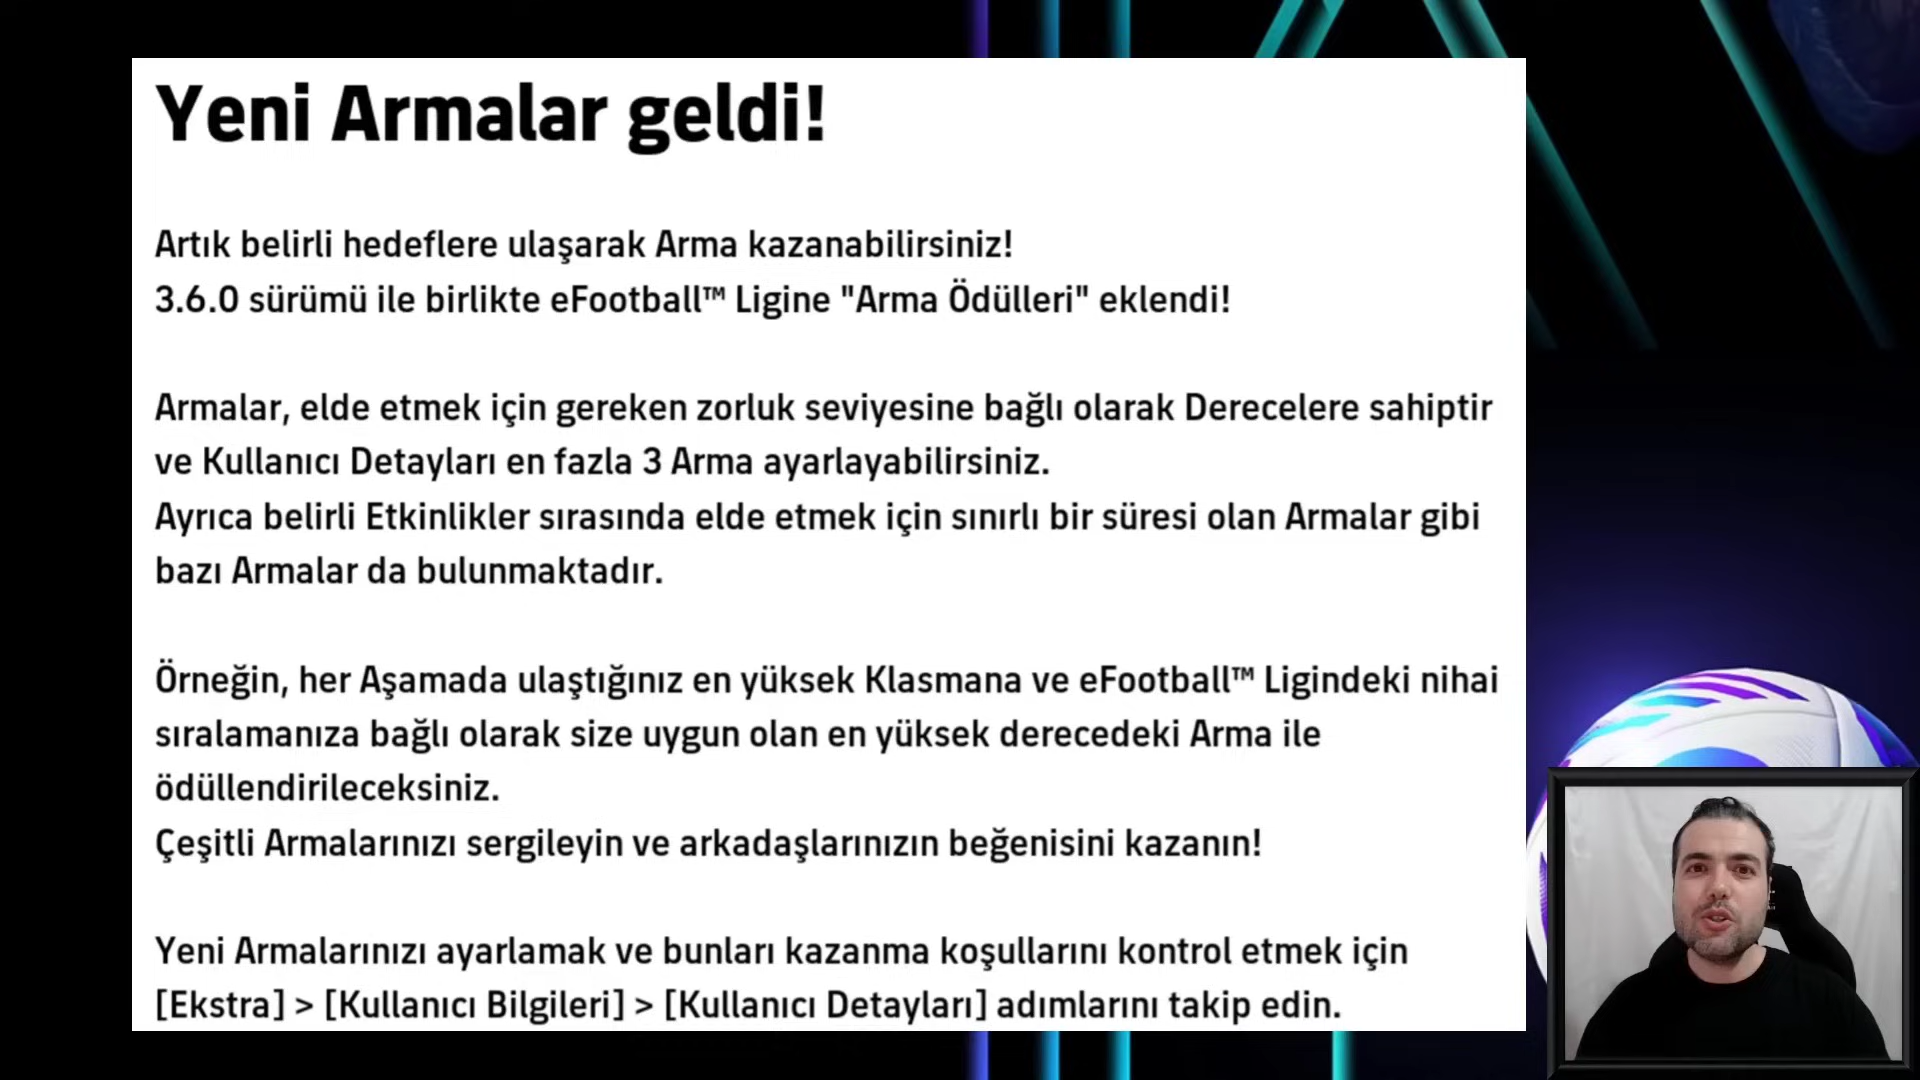 Yeni Armalar geldi!
Artık belirli hedeflere ulaşarak Arma kazanabilirsiniz!
3.6.0 sürümü ile birlikte eFootball™ Ligine "Arma Ödülleri" eklendi!
Armalar, elde etmek için gereken zorluk seviyesine bağlı olarak Derecelere sahiptir
ve Kullanıcı Detayları en fazla 3 Arma ayarlayabilirsiniz.
Ayrıca belirli Etkinlikler sırasında elde etmek için sınırlı bir süresi olan Armalar gibi
bazı Armalar da bulunmaktadır.
Örneğin, her Aşamada ulaştığınız en yüksek Klasmana ve eFootball™ Ligindeki nihai
sıralamanıza bağlı olarak size uygun olan en yüksek derecedeki Arma ile
ödüllendirileceksiniz.
Çeşitli Armalarınızı sergileyin ve arkadaşlarınızın beğenisini kazanın!
Yeni Armalarınızı ayarlamak ve bunları kazanma koşullarını kontrol etmek için
[Ekstra] > [Kullanıcı Bilgileri] > [Kullanıcı Detayları] adımlarını takip edin.